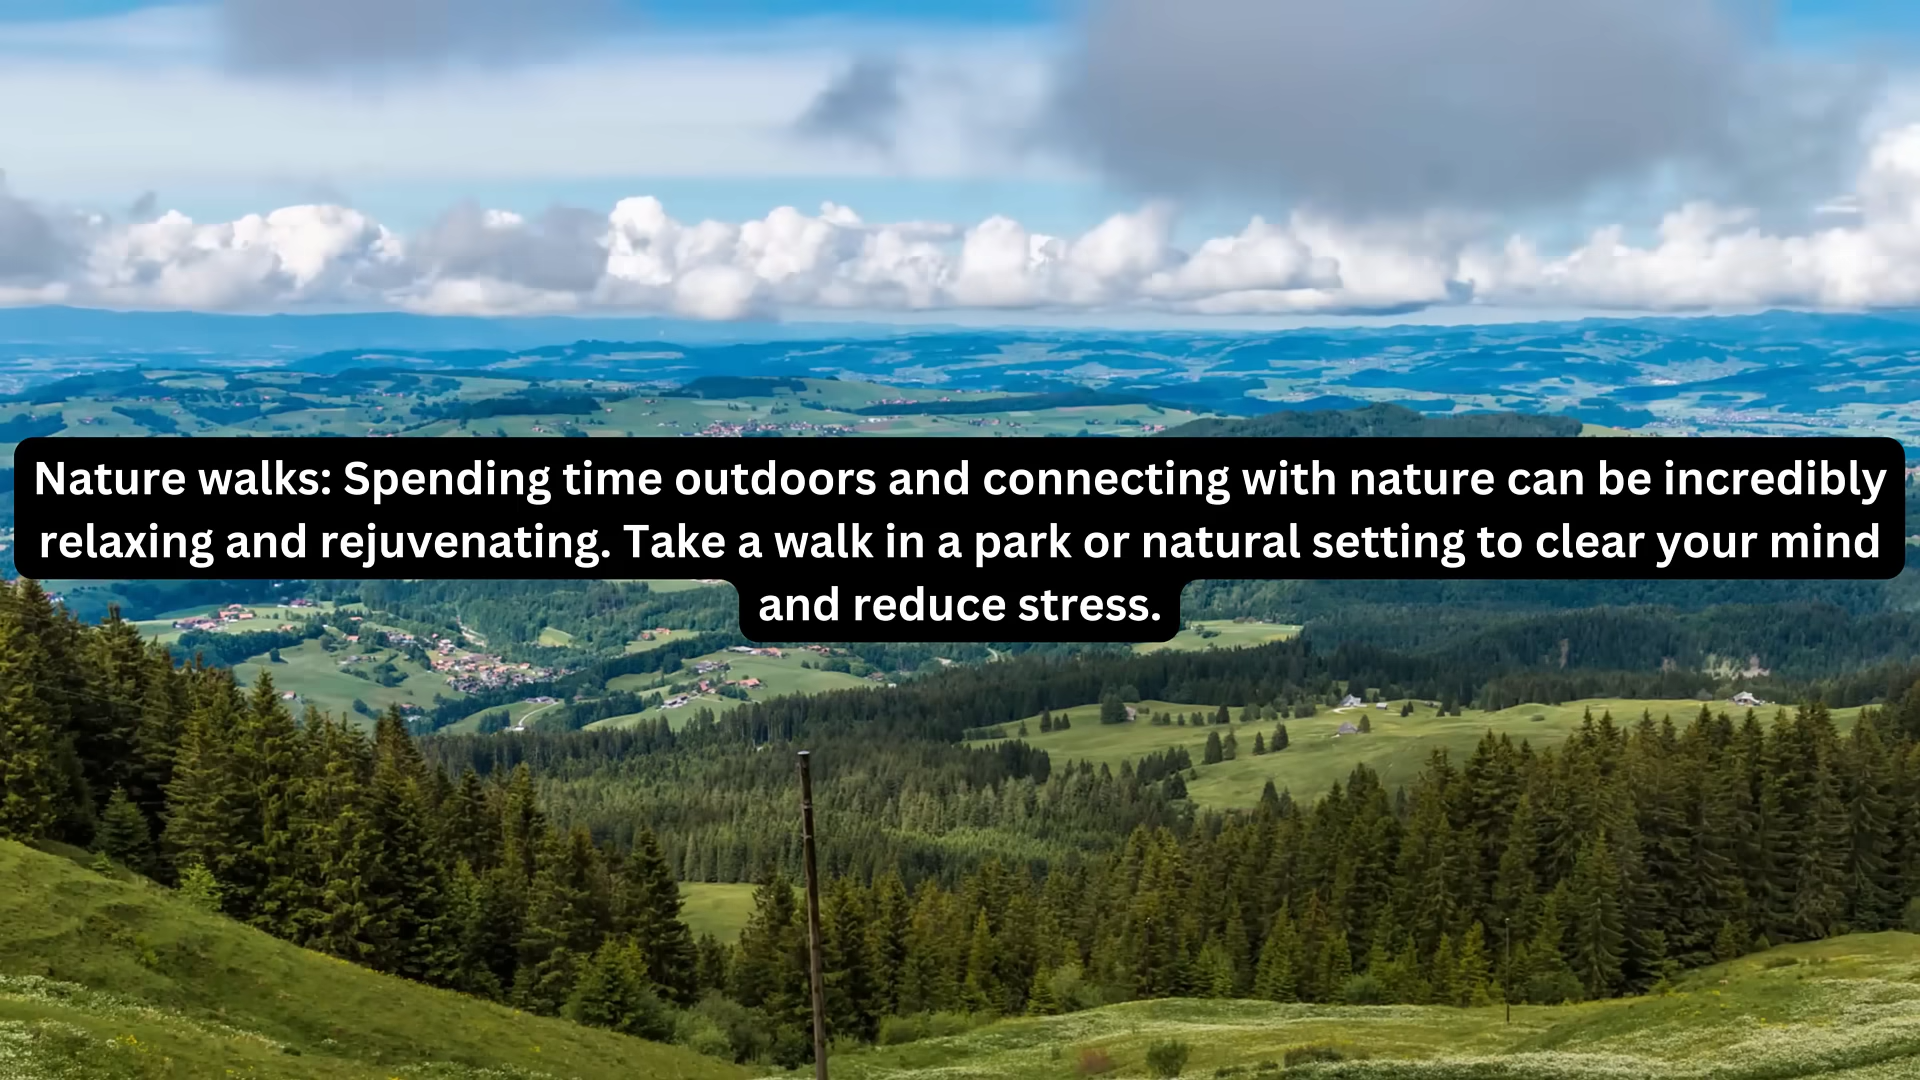 Nature walks: Spending time outdoors and connecting with nature can be incredibly
relaxing and rejuvenating. Take a walk in a park or natural setting to clear your mind
and reduce stress.